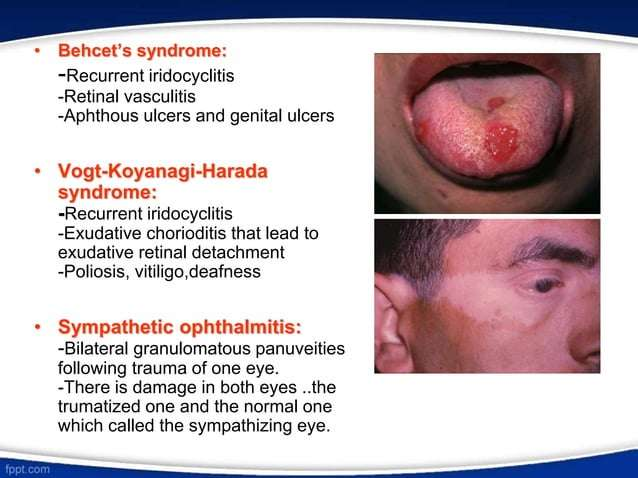 • Behcet's syndrome:
-Recurrent iridocyclitis
-Retinal vasculitis
-Aphthous ulcers and genital ulcers
• Vogt-Koyanagi-Harada
syndrome:
-Recurrent iridocyclitis
-Exudative chorioditis that lead to
exudative retinal detachment
-Poliosis, vitiligo,deafness
• Sympathetic ophthalmitis:
-Bilateral granulomatous panuveities
following trauma of one eye.
-There is damage in both eyes ..the
trumatized one and the normal one
which called the sympathizing eye.
fppt.com